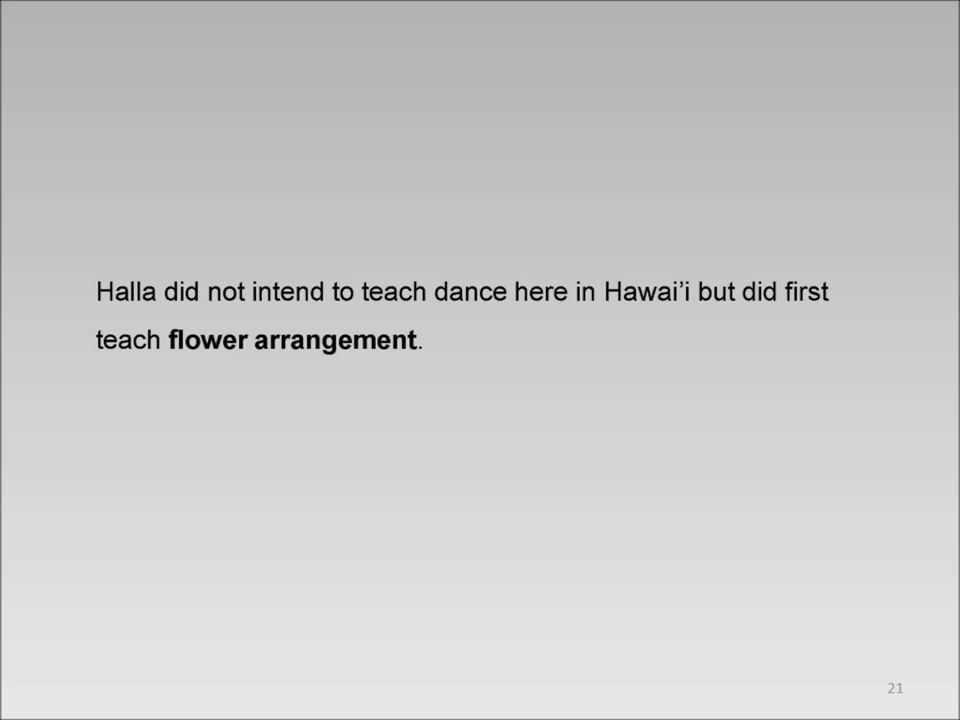 Halla did not intend to teach dance here in Hawai’i but did first
teach flower arrangement.
21